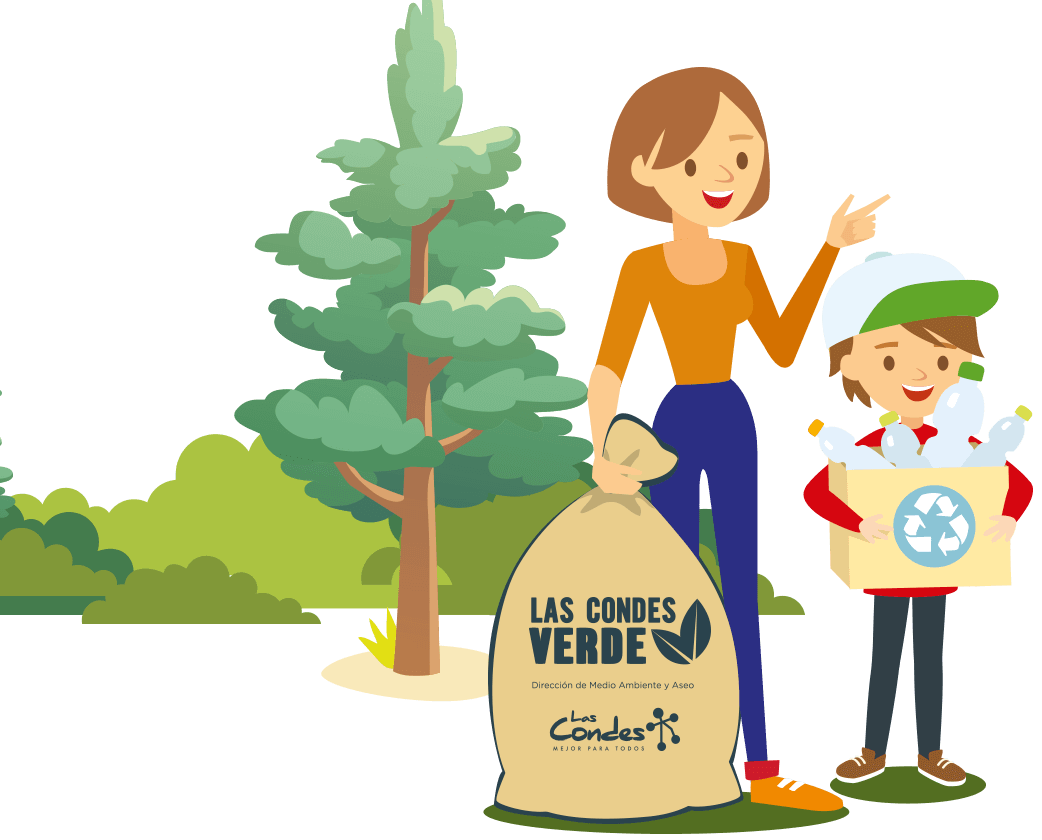 LAS CONDES
VERDE
Dirección de Medio Ambiente y Aseo
Las
Condes
MEJOR PARA TODOS